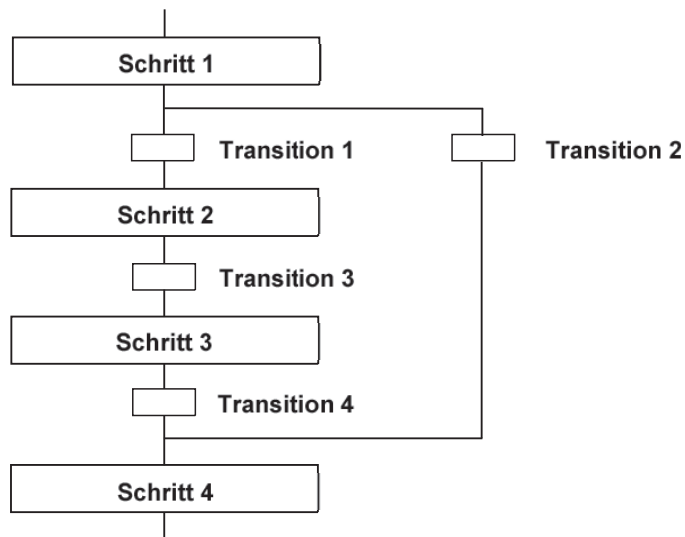 Schritt 1
Transition 1
Transition 2
Schritt 2
Transition 3
Schritt 3
Transition 4
Schritt 4